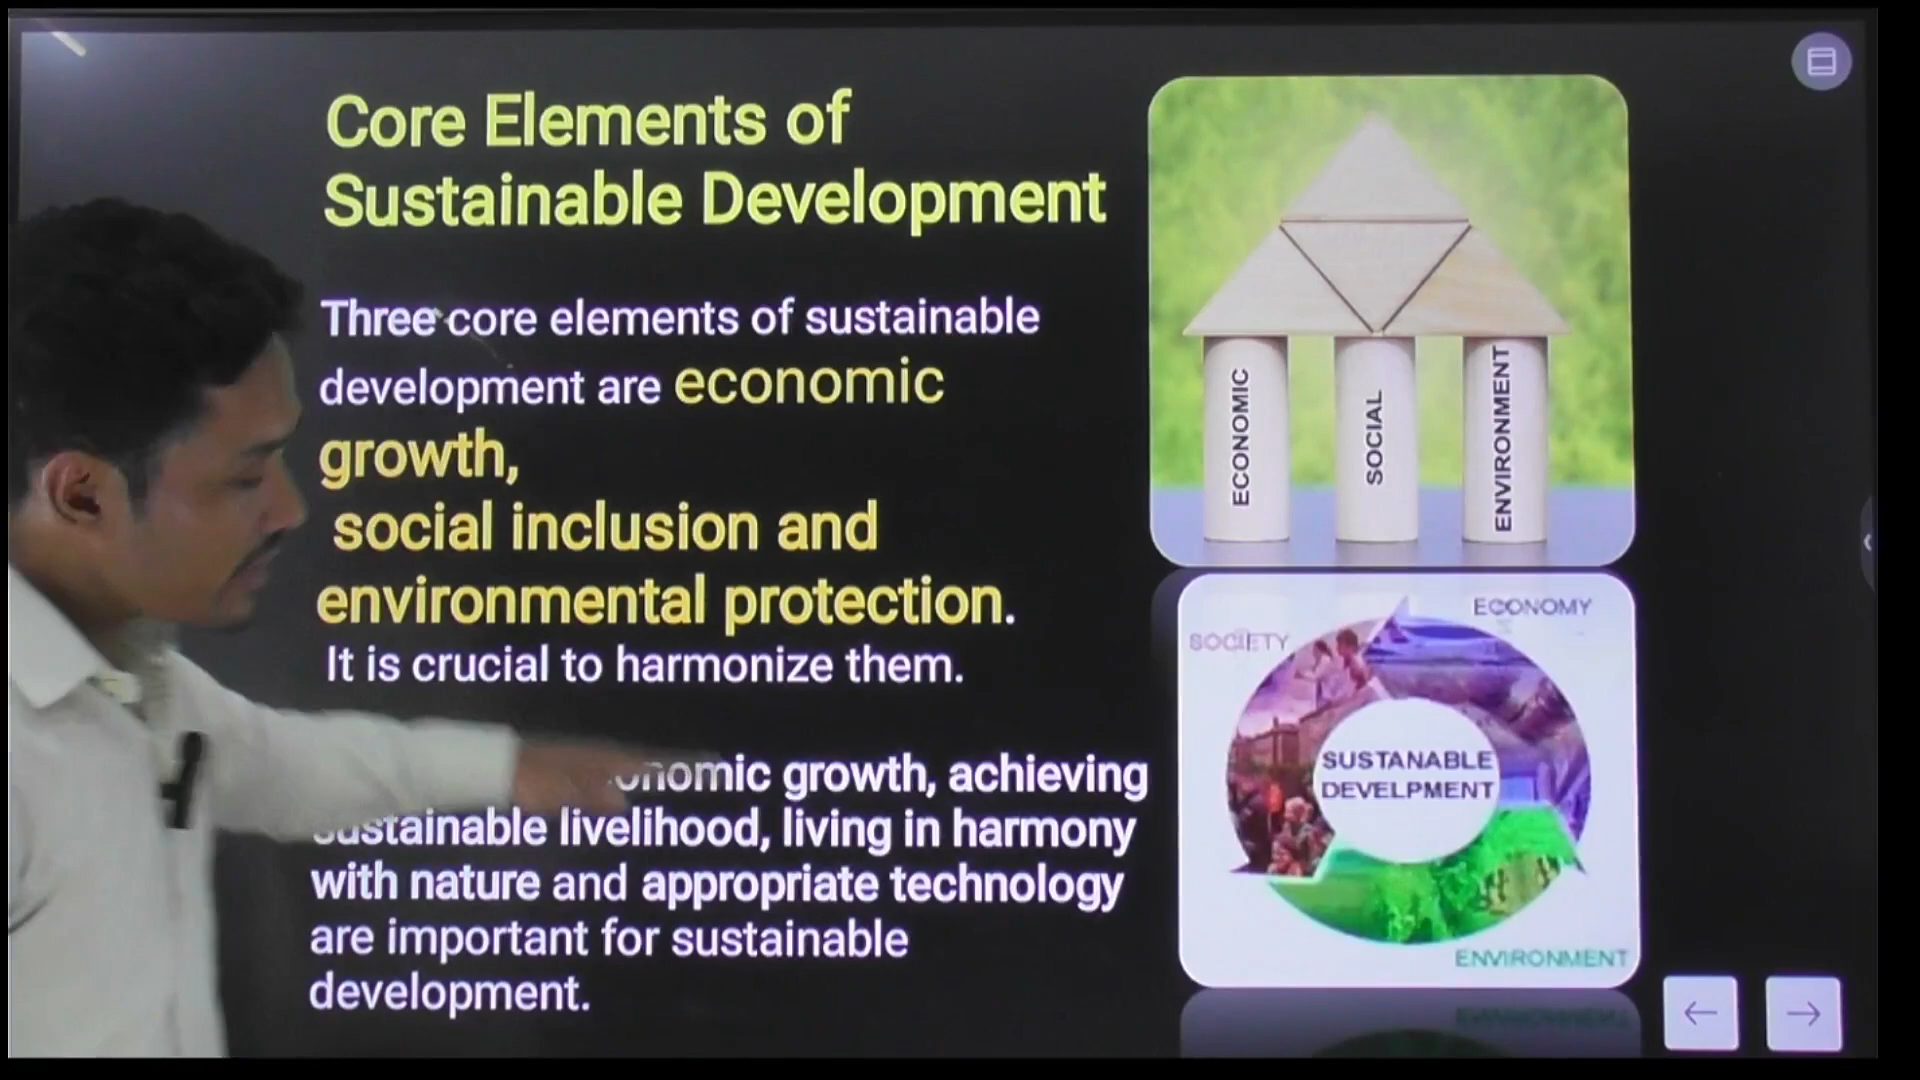 Core Elements of
Sustainable Development
Three core elements of sustainable
development are economic
growth,
social inclusion and
environmental protection.
It is crucial to harmonize them.
growth, achieving
sustainable livelihood, living in harmony
with nature and appropriate technology
are important for sustainable
development.
ECONOMIC
SOCIAL
ENVIRONMENT
SOCIETY
ECONOMY
SUSTANABLE
DEVELPMENT
ENVIRONMENT